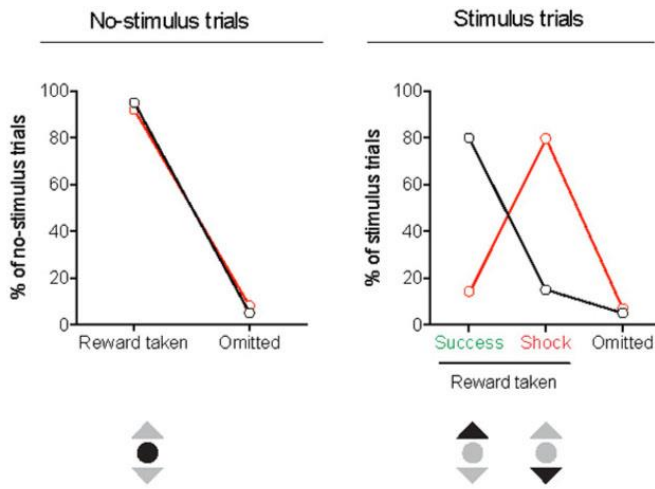 No-stimulus trials
Stimulus trials
% of no-stimulus trials
100
80
60
40
20
0
Reward taken
Omitted
% of stimulus trials
100
80
60
40
20
0
Success
Shock
Omitted
Reward taken